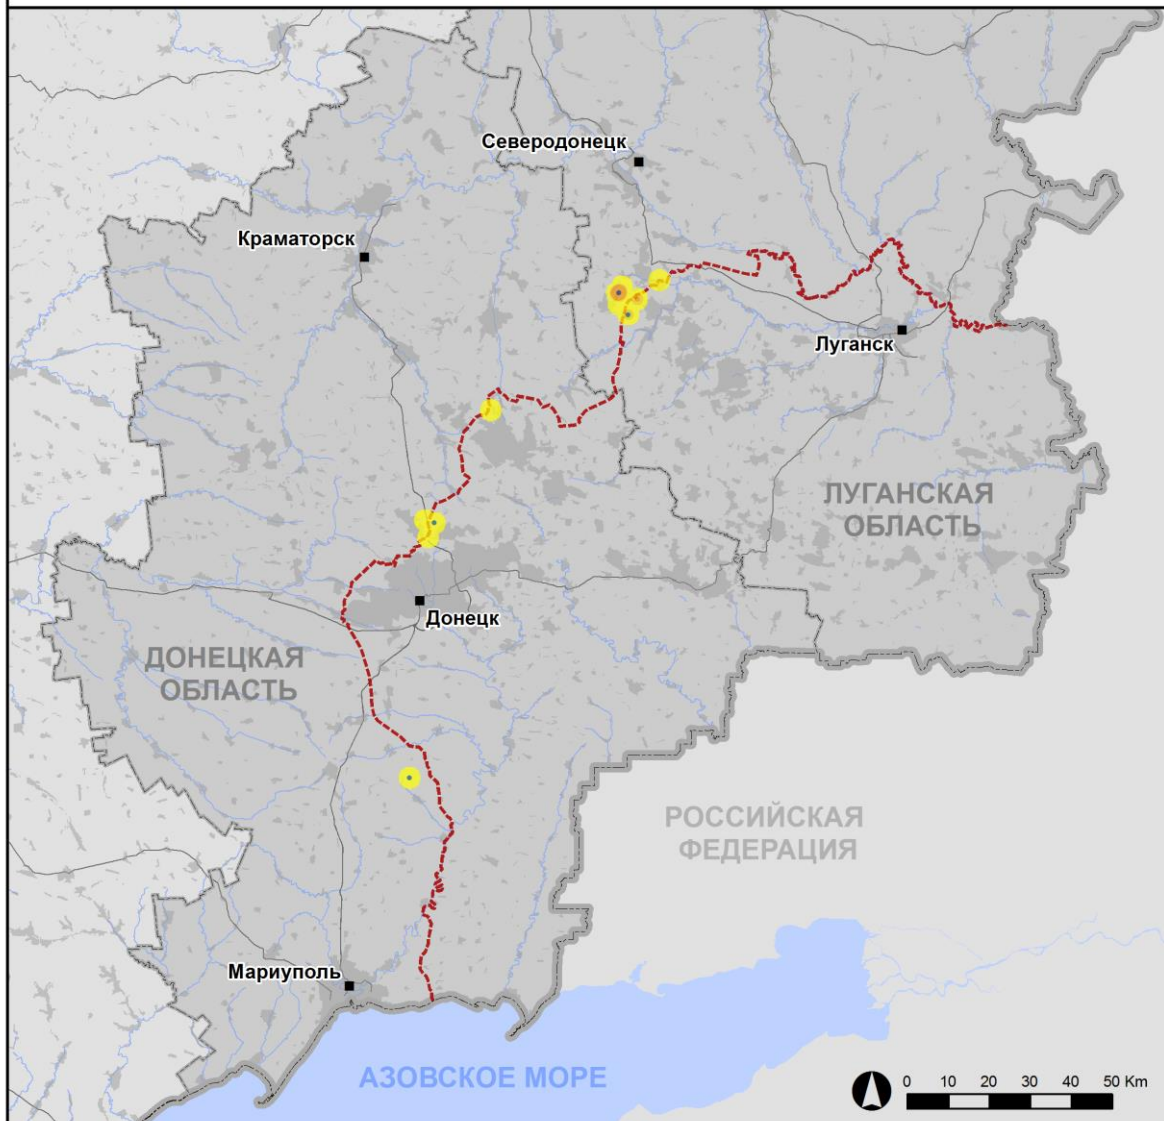 Северодонецк
Краматорск
Луганск
ЛУГАНСКАЯ
ОБЛАСТЬ
Донецк
ДОНЕЦКАЯ
ОБЛАСТЬ
РОССИЙСКАЯ
ФЕДЕРАЦИЯ
Мариуполь
АЗОВСКОЕ МОРЕ
0 10 20 30 40 50 Km